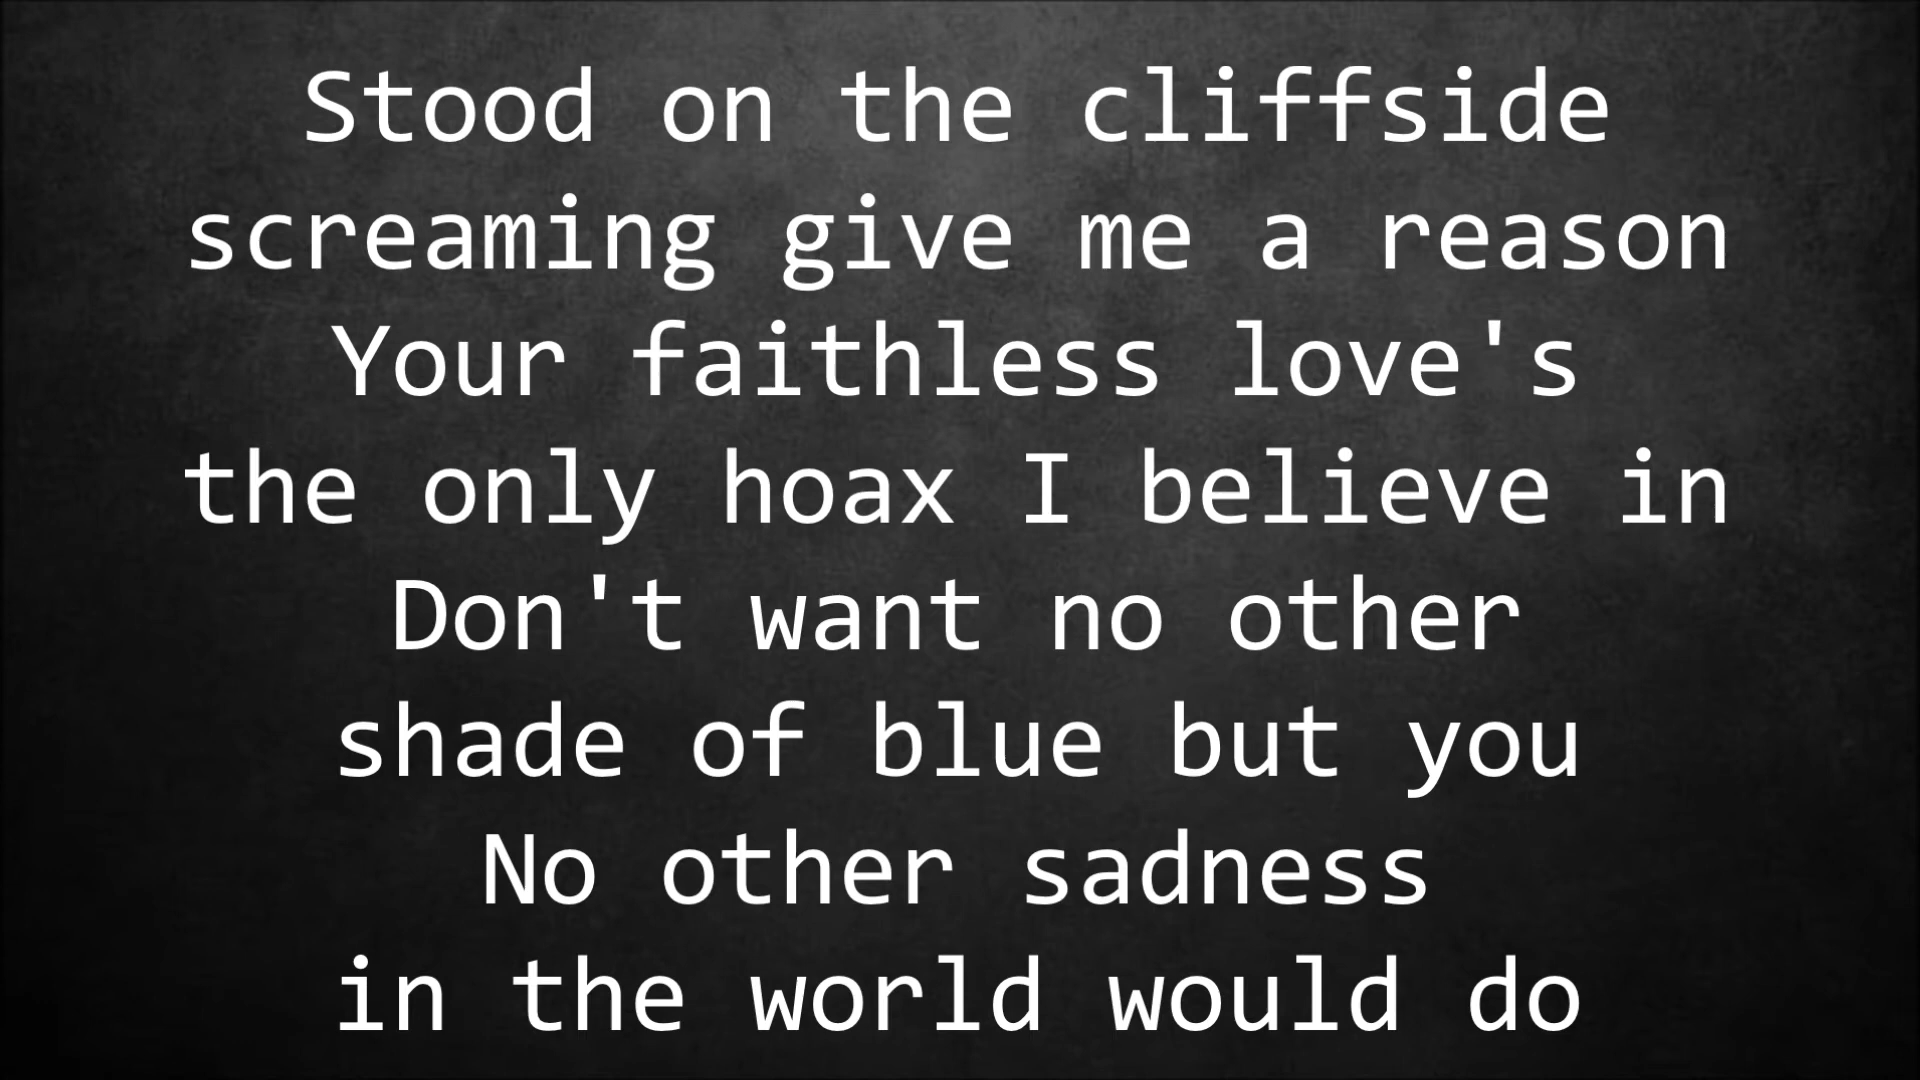 Stood on the cliffside
screaming give me a reason
Your faithless love's
the only hoax I believe in
Don't want no other
shade of blue but you
No other sadness
in the world would do